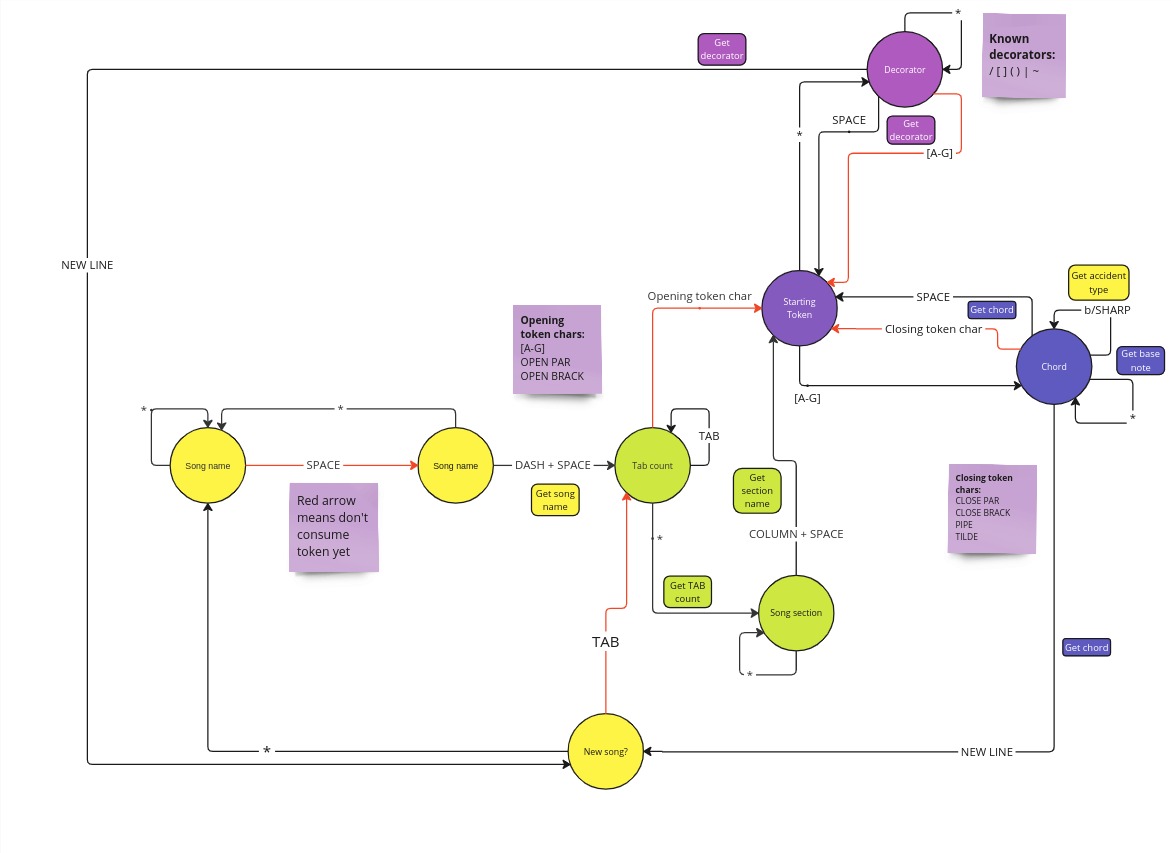 *
Get
decorator
Known
decorators:
/ [ ] ( ) | ~
Decorator
SPACE
Get
decorator
*
[A-G]
NEW LINE
Get accident
type
Opening token char
Starting
Token
SPACE
Get chord
b/SHARP
Opening
token chars:
[A-G]
OPEN PAR
OPEN BRACK
Closing token char
Get base
note
Chord
[A-G]
*
*
*
TAB
Song name
SPACE
Song name
DASH + SPACE
Tab count
Get song
name
Get
section
name
Closing token
chars:
CLOSE PAR
CLOSE BRACK
PIPE
TILDE
Red arrow
means don't
consume
token yet
*
COLUMN + SPACE
Get TAB
count
Song section
TAB
*
Get chord
*
New song?
NEW LINE